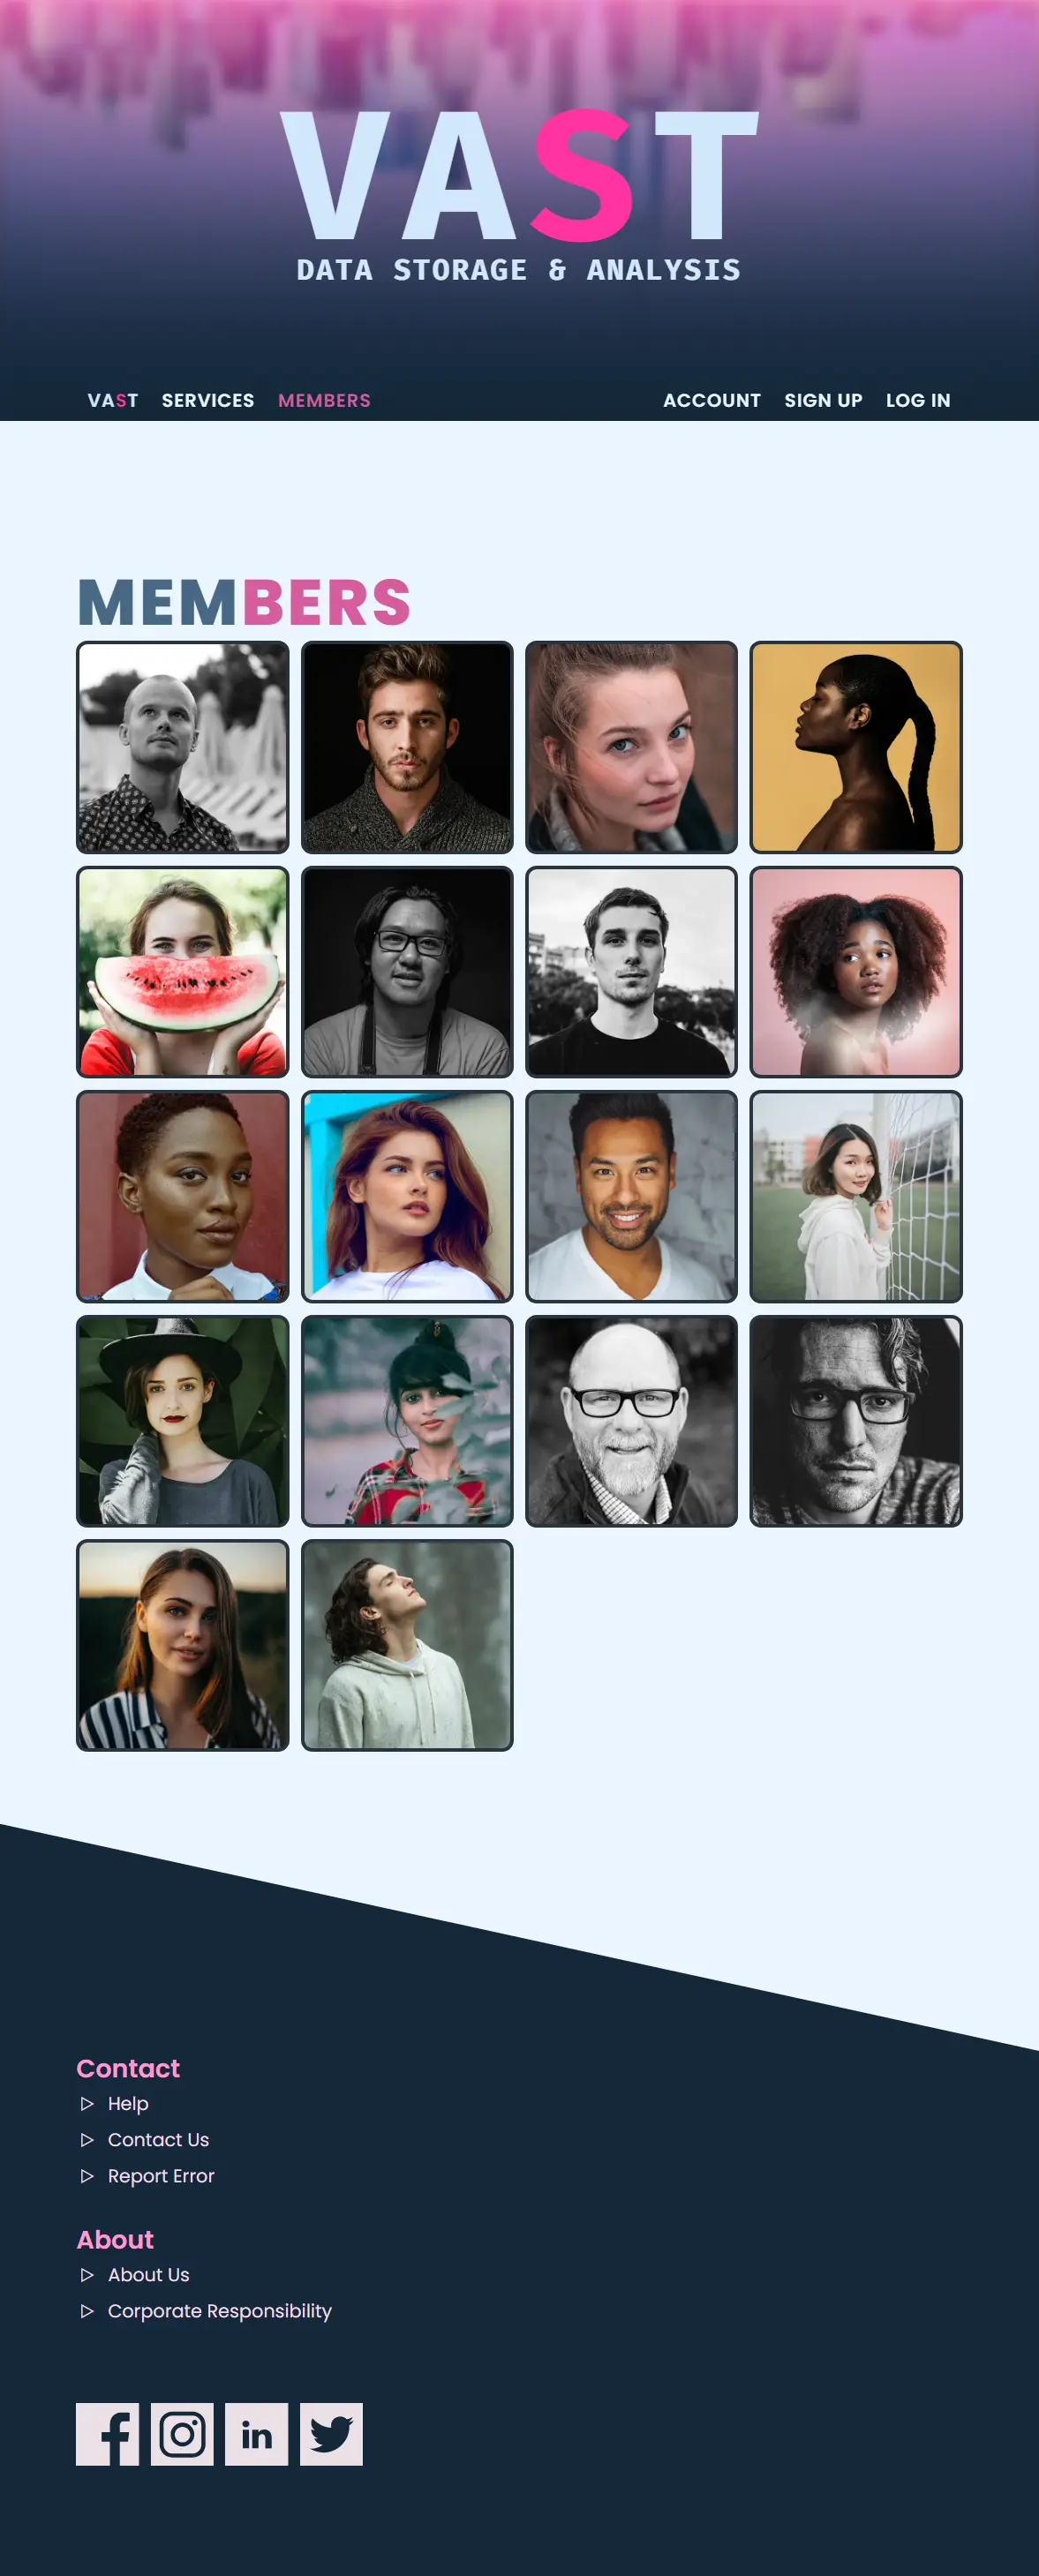 VAST
DATA STORAGE & ANALYSIS
VAST SERVICES MEMBERS ACCOUNT SIGN UP LOG IN
MEMBERS
Contact
Help
Contact Us
Report Error
About
About Us
Corporate Responsibility
in